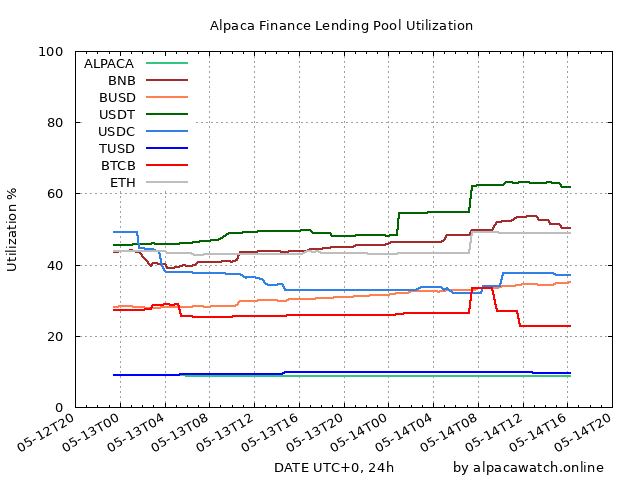 Alpaca Finance Lending Pool Utilization
100
80
60
40
20
0
Utilization %
ALPACA
BNB
BUSD
USDT
USDC
TUSD
BTCB
ETH
05-12T20
05-13T00
05-13T04
05-13T08
05-13T12
05-13T16
05-13T20
05-14T00
05-14T04
05-14T08
05-14T12
05-14T16
05-14T20
DATE UTC+0, 24h
by alpacawatch.online